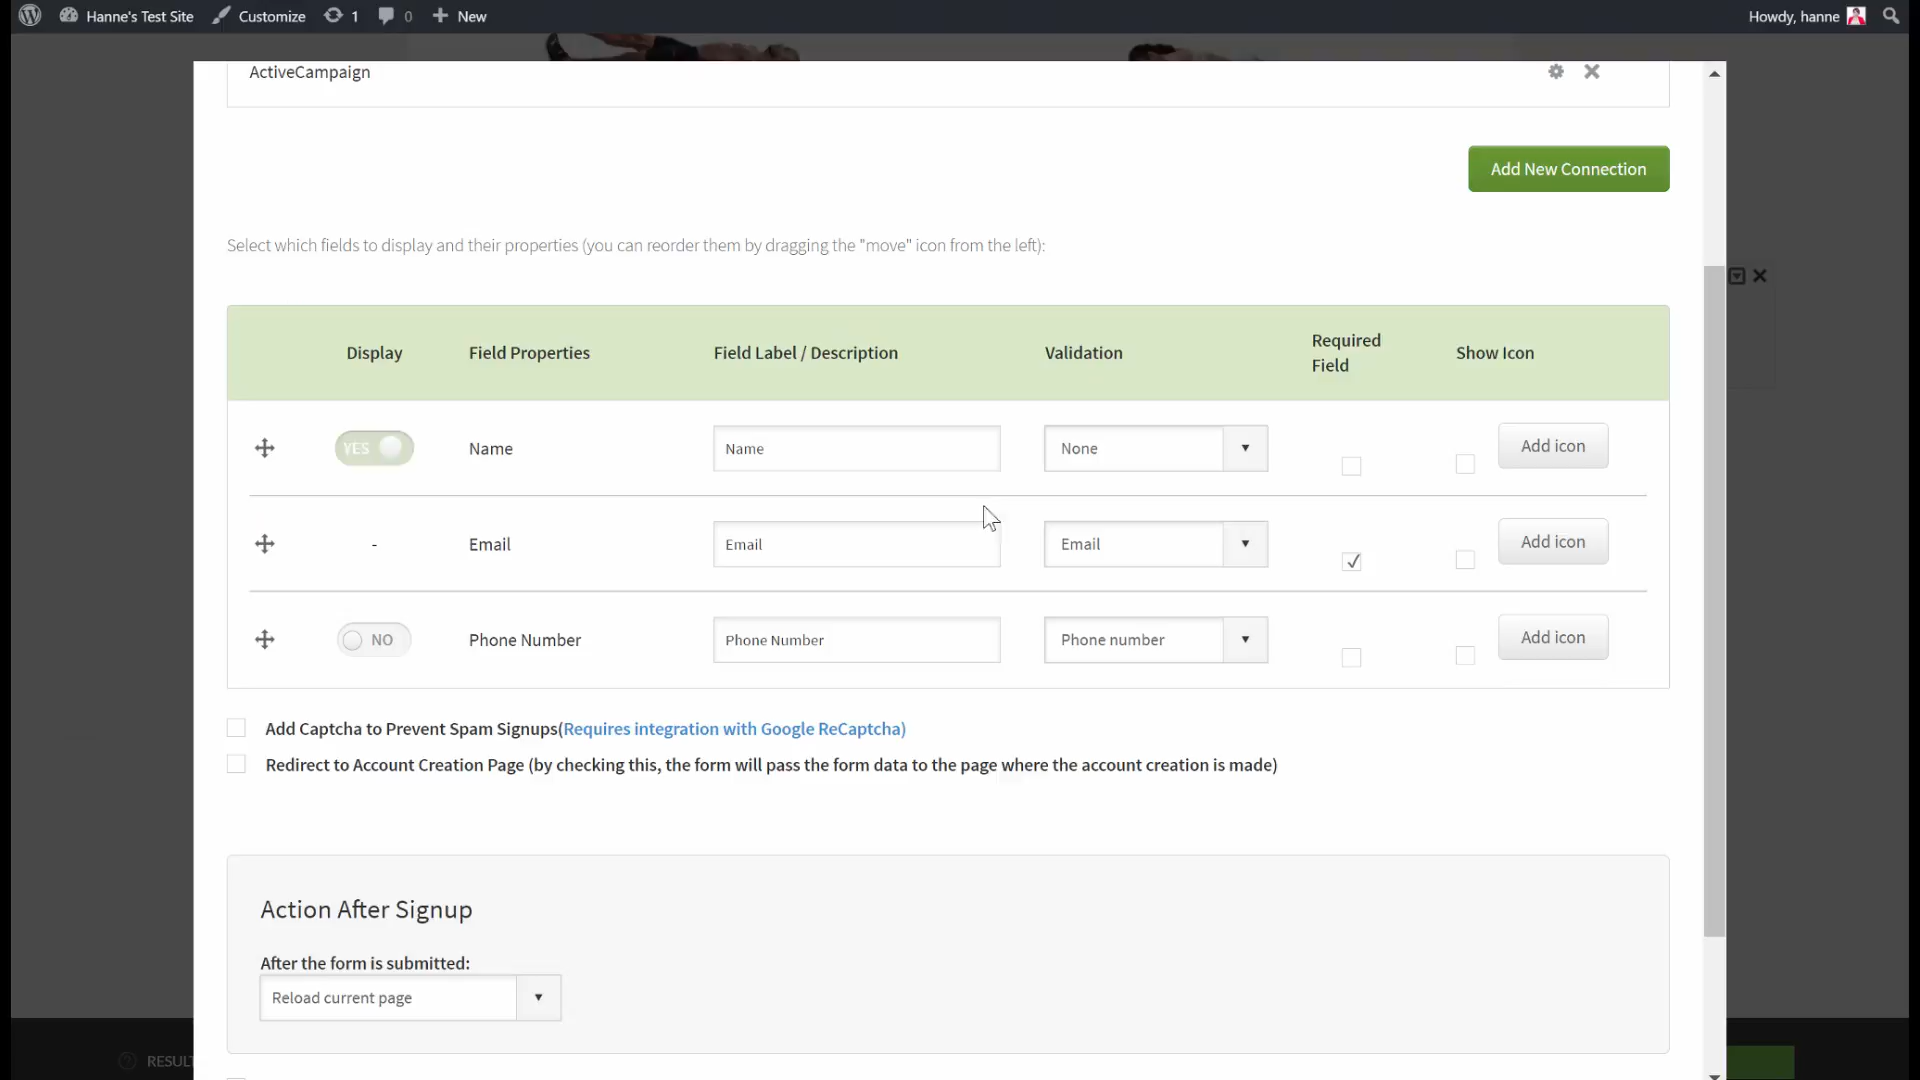 Hanne's Test Site Customize 1 0 New Howdy, hanne
ActiveCampaign
Add New Connection
Select which fields to display and their properties (you can reorder them by dragging the "move" icon from the left):
Display Field Properties Field Label / Description Validation Required Field Show Icon
YES Name Name None Add icon
- Email Email Email Add icon
NO Phone Number Phone Number Phone number Add icon
Add Captcha to Prevent Spam Signups(Requires integration with Google ReCaptcha)
Redirect to Account Creation Page (by checking this, the form will pass the form data to the page where the account creation is made)
Action After Signup
After the form is submitted:
Reload current page